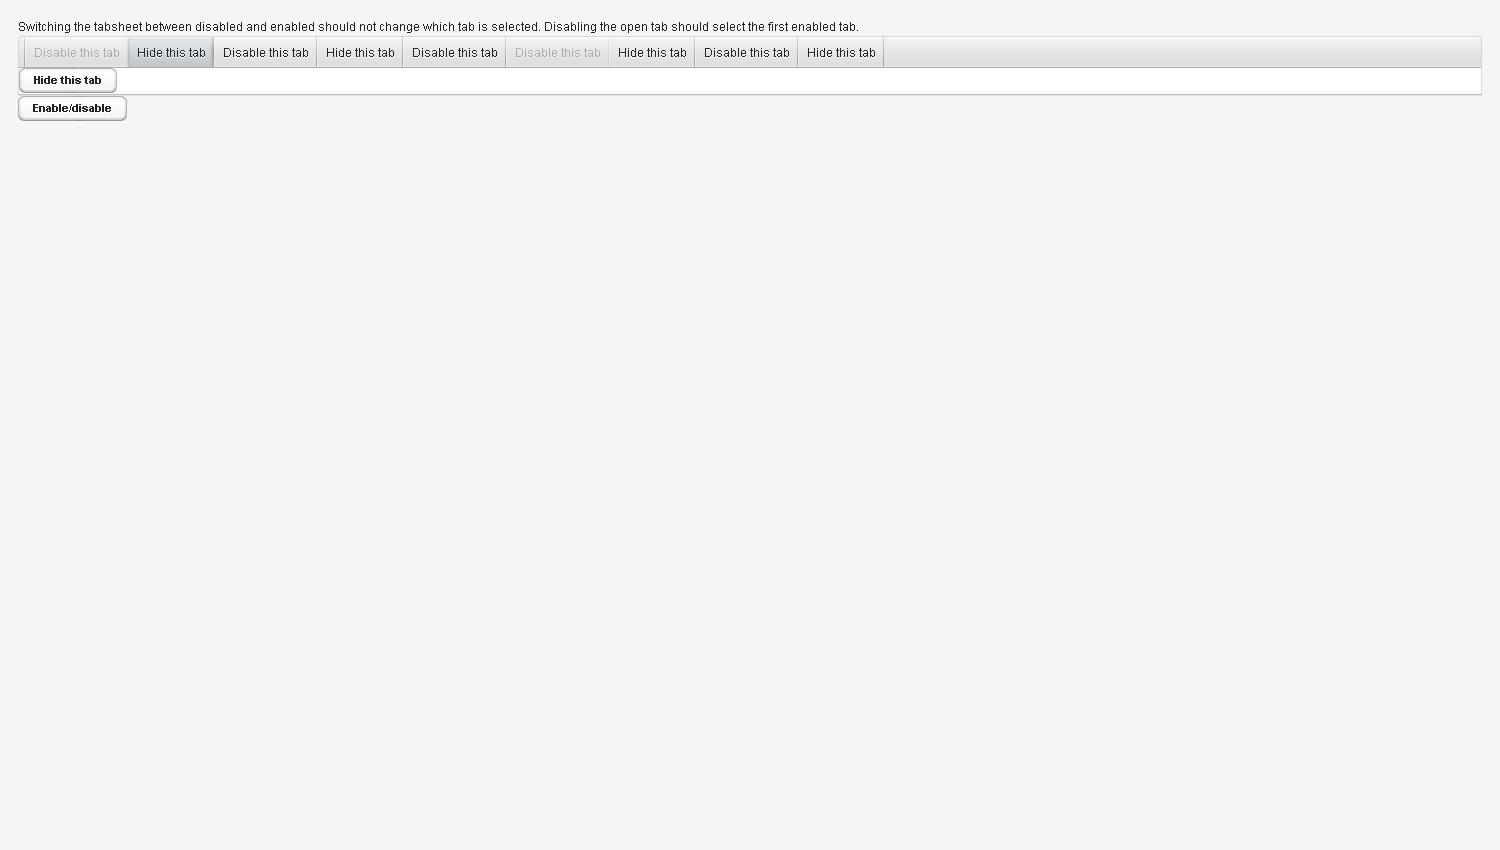 Switching the tabsheet between disabled and enabled should not change which tab is selected. Disabling the open tab should select the first enabled tab.
Disable this tab Hide this tab Disable this tab Hide this tab Disable this tab Disable this tab Hide this tab Disable this tab Hide this tab
Hide this tab
Enable/disable